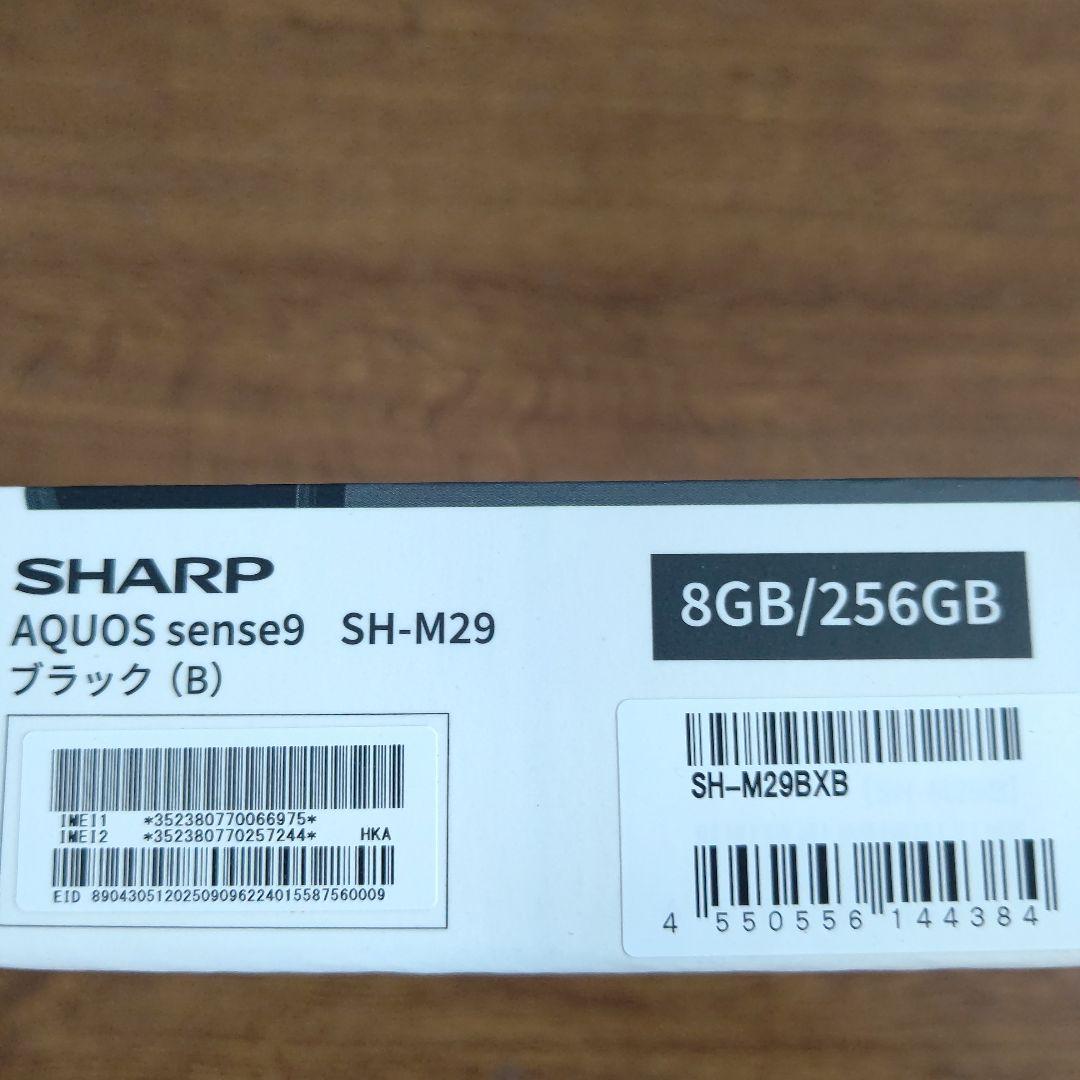 SHARP
AQUOS sense9 SH-M29
ブラック（B）
8GB/256GB
IMEI1 *352380770066975*
IMEI2 *352380770257244* HKA
EID 89043051202509096224015587560009
SH-M29BXB
4 550556 144384